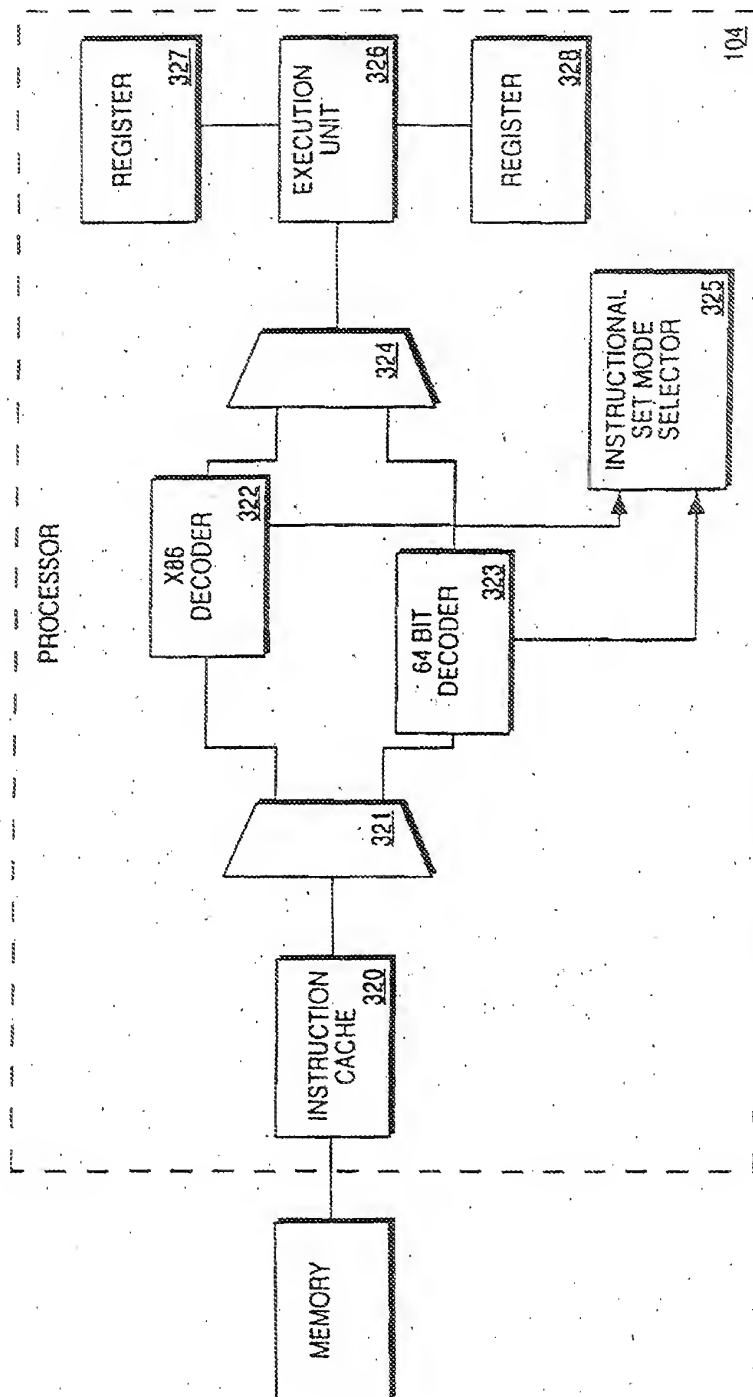 PROCESSOR
MEMORY
INSTRUCTION
CACHE
320
321
X86
DECODER
322
64 BIT
DECODER
323
324
INSTRUCTIONAL
SET MODE
SELECTOR
325
REGISTER
327
EXECUTION
UNIT
326
REGISTER
328
104